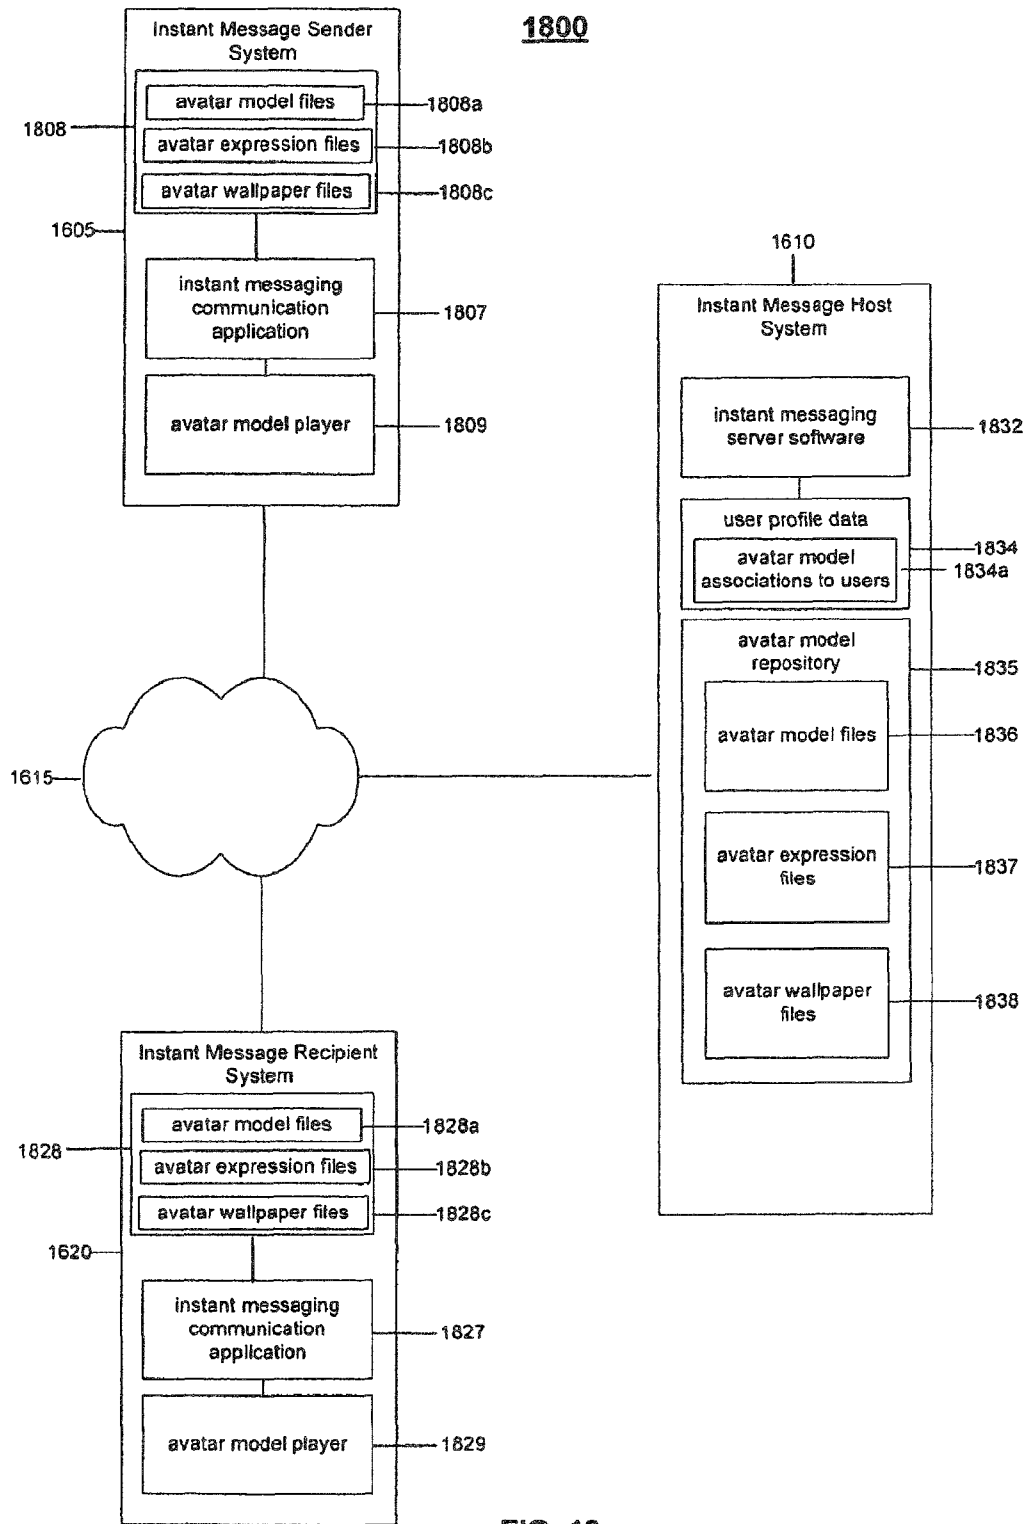 1800
Instant Message Sender
System
avatar model files
1808a
1808
avatar expression files
1808b
avatar wallpaper files
1808c
1605
instant messaging
communication
application
1807
avatar model player
1809
1610
Instant Message Host
System
instant messaging
server software
1832
user profile data
1834
avatar model
associations to users
1834a
avatar model
repository
1835
avatar model files
1836
avatar expression
files
1837
avatar wallpaper
files
1838
1615
Instant Message Recipient
System
avatar model files
1828a
1828
avatar expression files
1828b
avatar wallpaper files
1828c
1620
instant messaging
communication
application
1827
avatar model player
1829